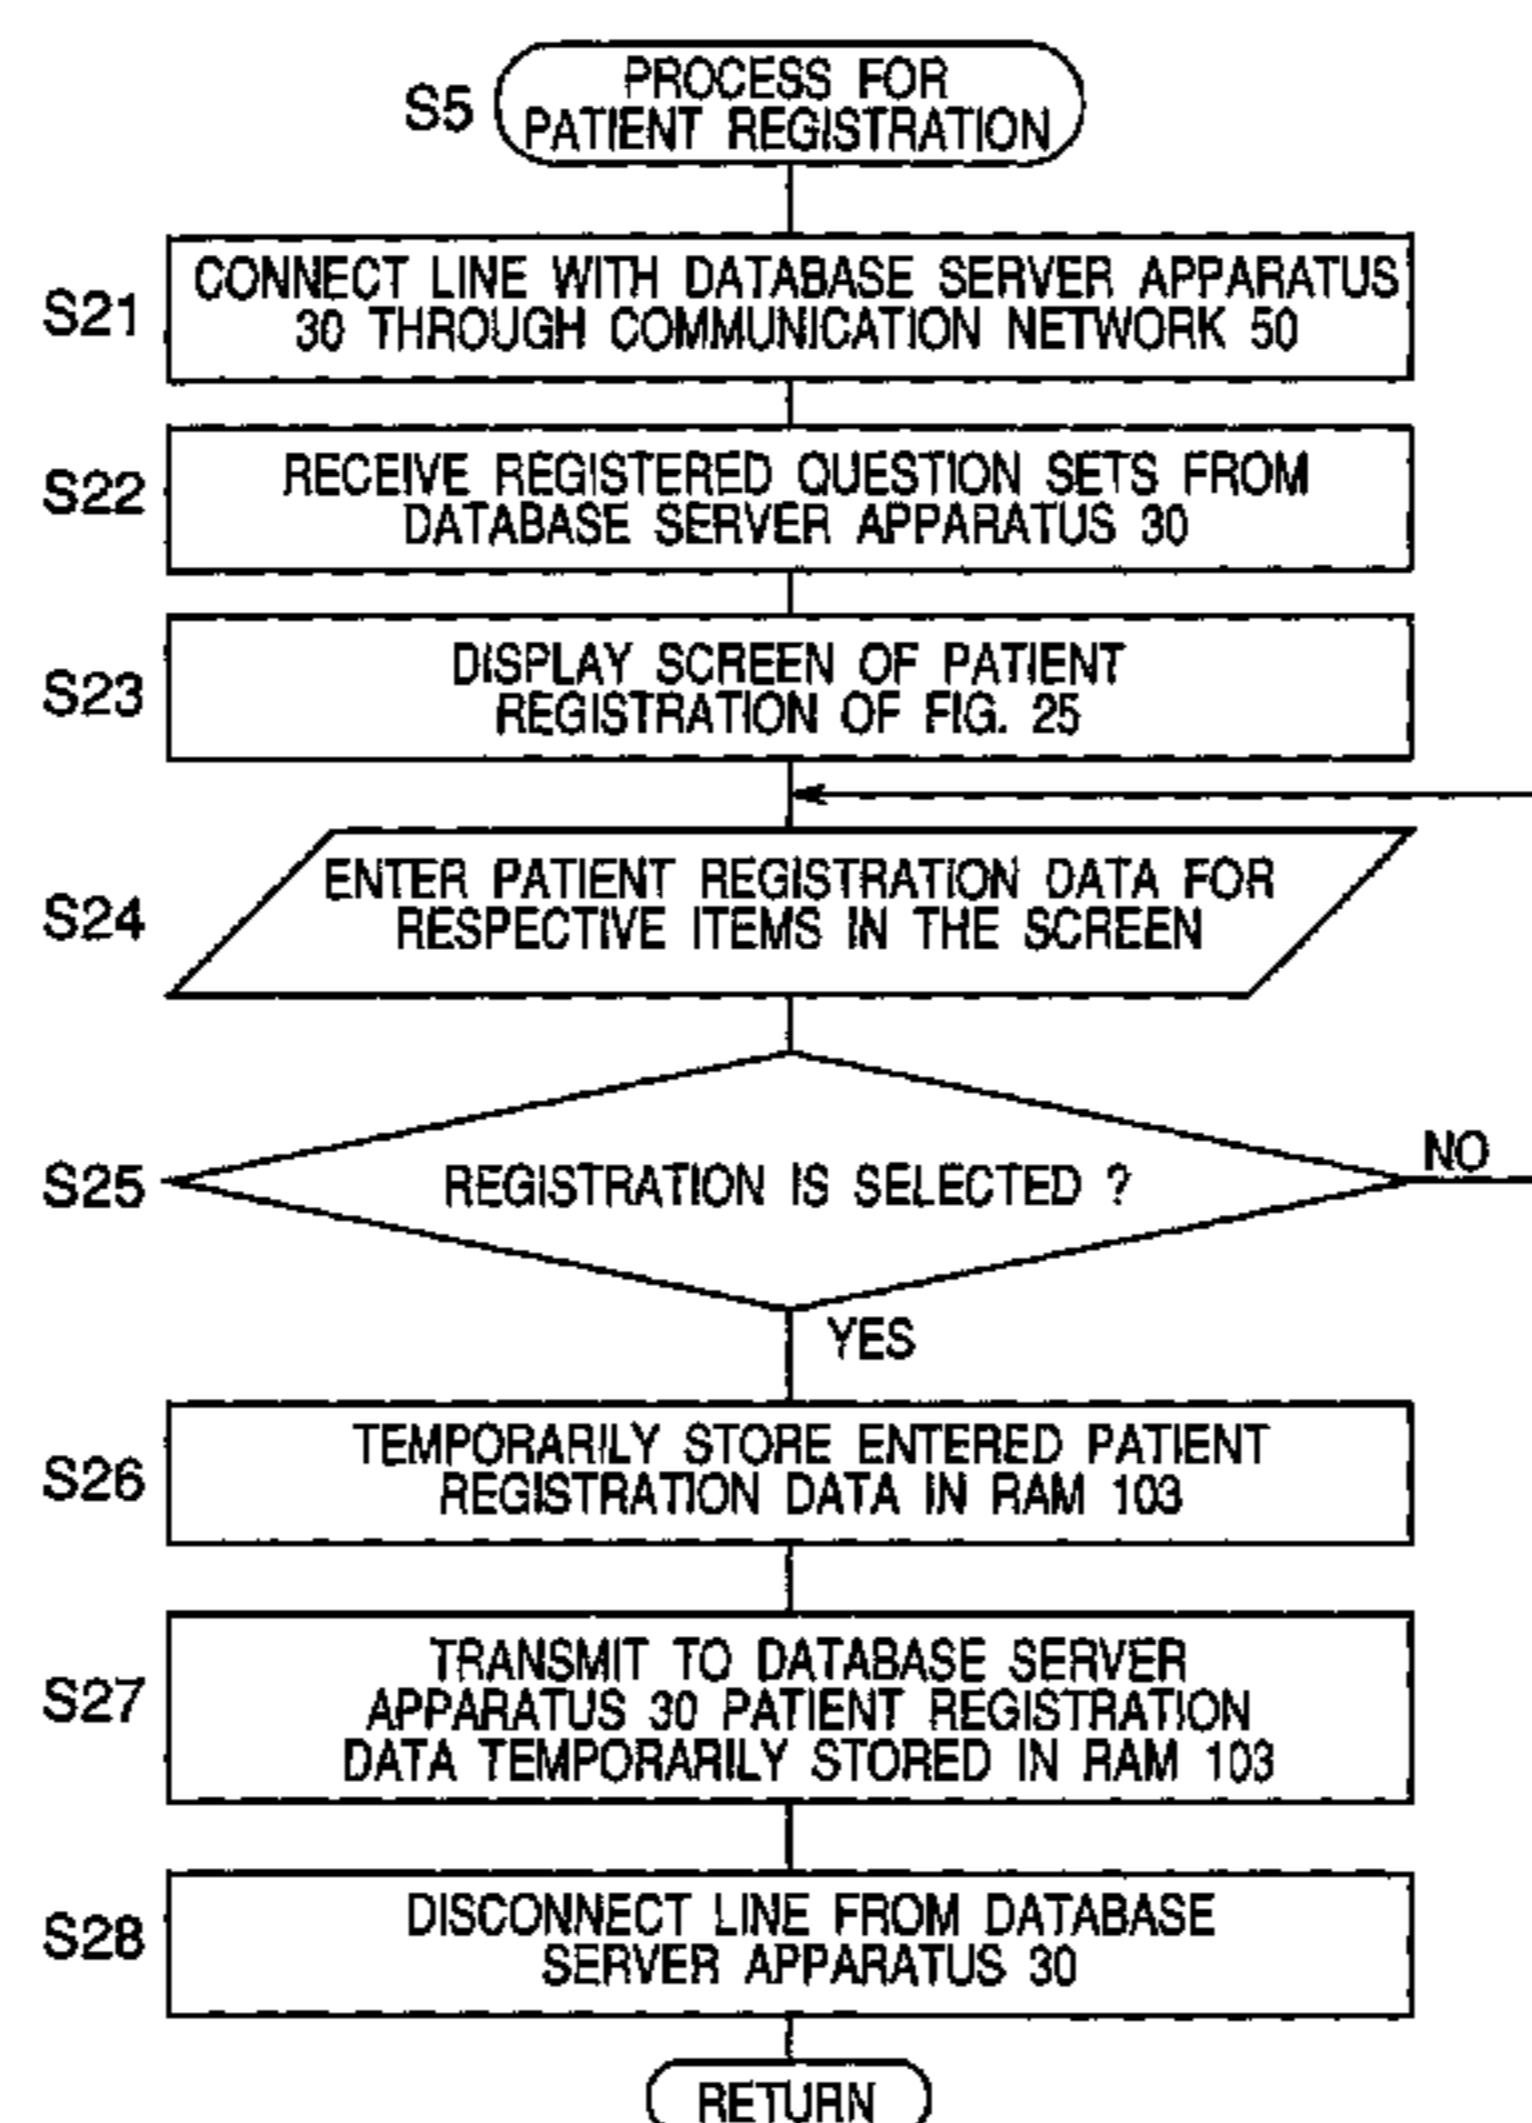 S5
PROCESS FOR
PATIENT REGISTRATION
S21
CONNECT LINE WITH DATABASE SERVER APPARATUS
30 THROUGH COMMUNICATION NETWORK 50
S22
RECEIVE REGISTERED QUESTION SETS FROM
DATABASE SERVER APPARATUS 30
S23
DISPLAY SCREEN OF PATIENT
REGISTRATION OF FIG. 25
S24
ENTER PATIENT REGISTRATION DATA FOR
RESPECTIVE ITEMS IN THE SCREEN
S25
REGISTRATION IS SELECTED ?
NO
YES
S26
TEMPORARILY STORE ENTERED PATIENT
REGISTRATION DATA IN RAM 103
S27
TRANSMIT TO DATABASE SERVER
APPARATUS 30 PATIENT REGISTRATION
DATA TEMPORARILY STORED IN RAM 103
S28
DISCONNECT LINE FROM DATABASE
SERVER APPARATUS 30
RETURN